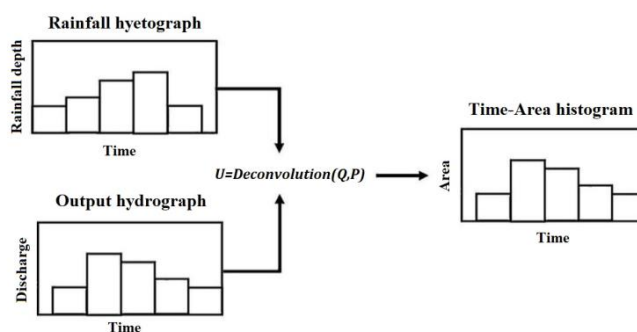 Rainfall hyetograph
Rainfall depth
Time
U=Deconvolution(Q,P)
Time-Area histogram
Area
Time
Output hydrograph
Discharge
Time